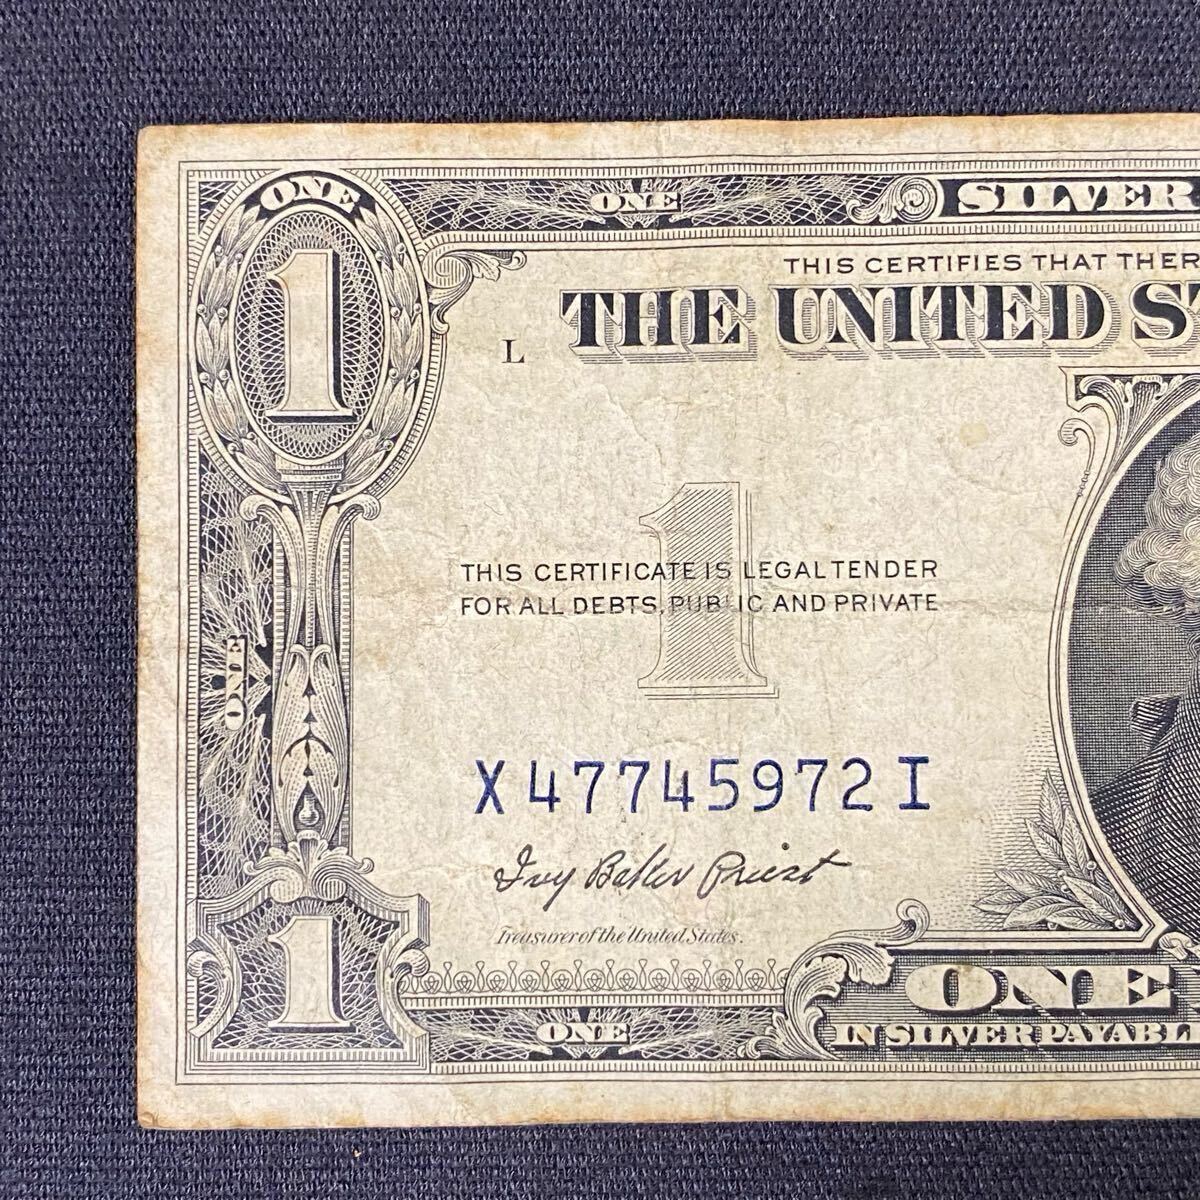 ONE
ONE
SILVER
1
THIS CERTIFIES THAT THER
L
THE UNITED ST
1
THIS CERTIFICATE IS LEGAL TENDER
FOR ALL DEBTS, PUBLIC AND PRIVATE
ONE
X 47745972 I
Ivy Baker Priest
Treasurer of the United States.
1
ONE
ONE
IN SILVER PAYABL